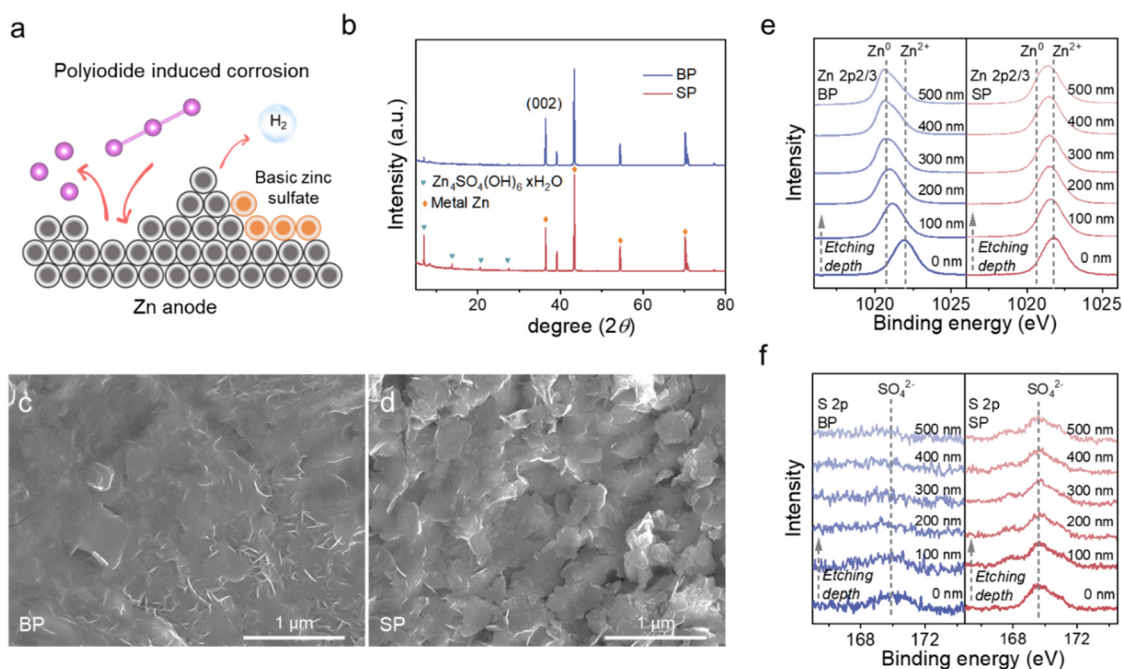 a
Polyiodide induced corrosion
H2
Basic zinc
sulfate
Zn anode
b
Intensity (a.u.)
BP
SP
(002)
Zn4SO4(OH)6 xH2O
Metal Zn
20 40 60 80
degree (2θ)
c
BP
1 μm
d
SP
1 μm
e
Intensity
Zn0 Zn2+
Zn 2p2/3
BP
500 nm
400 nm
300 nm
200 nm
100 nm
0 nm
Etching
depth
1020 1026
Zn0 Zn2+
Zn 2p2/3
SP
500 nm
400 nm
300 nm
200 nm
100 nm
0 nm
Etching
depth
1020 1026
Binding energy (eV)
f
Intensity
SO42-
S 2p
BP
500 nm
400 nm
300 nm
200 nm
100 nm
0 nm
Etching
depth
168 172
SO42-
S 2p
SP
500 nm
400 nm
300 nm
200 nm
100 nm
0 nm
Etching
depth
168 172
Binding energy (eV)